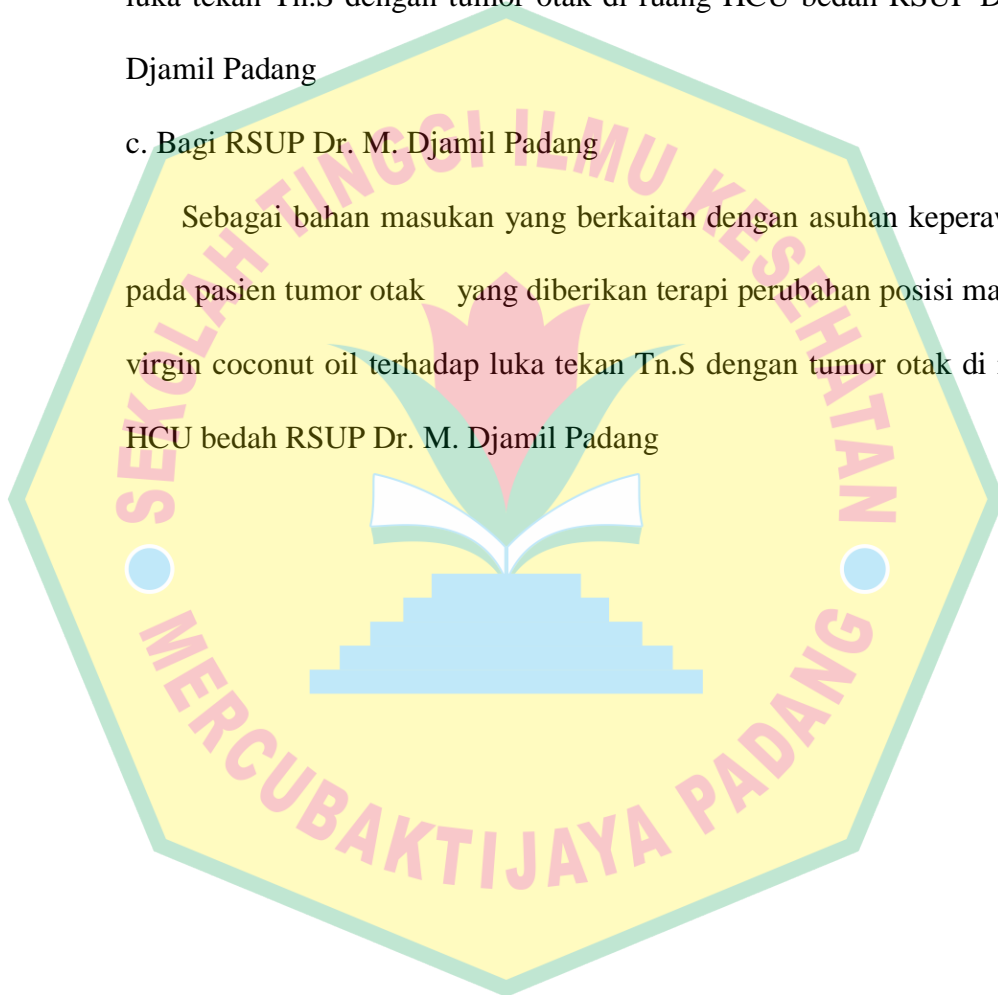 luka tekan Tn.S dengan tumor otak di ruang HCU bedah RSUP D
Djamil Padang
c. Bagi RSUP Dr. M. Djamil Padang
Sebagai bahan masukan yang berkaitan dengan asuhan keperaw
pada pasien tumor otak yang diberikan terapi perubahan posisi ma
virgin coconut oil terhadap luka tekan Tn.S dengan tumor otak di
HCU bedah RSUP Dr. M. Djamil Padang
SEKOLAH TINGGI ILMU KESEHATAN
MERCUBAKTIJAYA PADANG